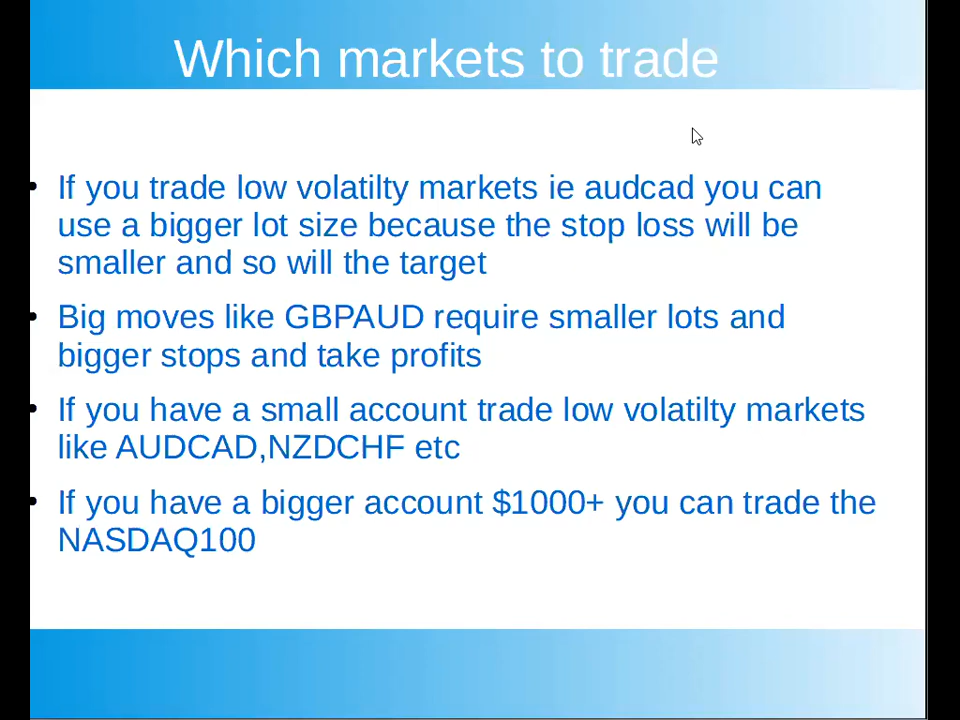 Which markets to trade
If you trade low volatilty markets ie audcad you can
use a bigger lot size because the stop loss will be
smaller and so will the target
Big moves like GBPAUD require smaller lots and
bigger stops and take profits
If you have a small account trade low volatilty markets
like AUDCAD,NZDCHF etc
If you have a bigger account $1000+ you can trade the
NASDAQ100